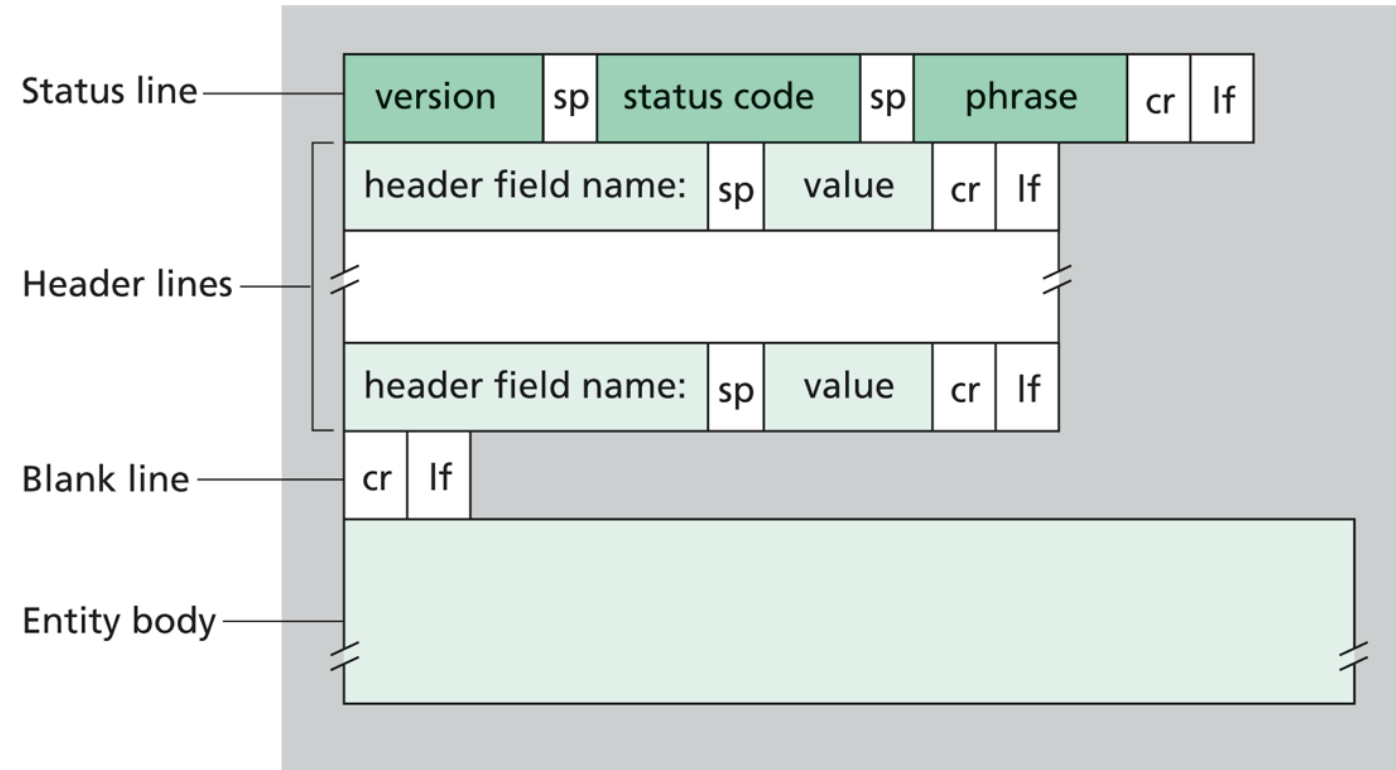 Status line
version sp status code sp phrase cr lf
header field name: sp value cr lf
Header lines
header field name: sp value cr lf
Blank line
cr lf
Entity body